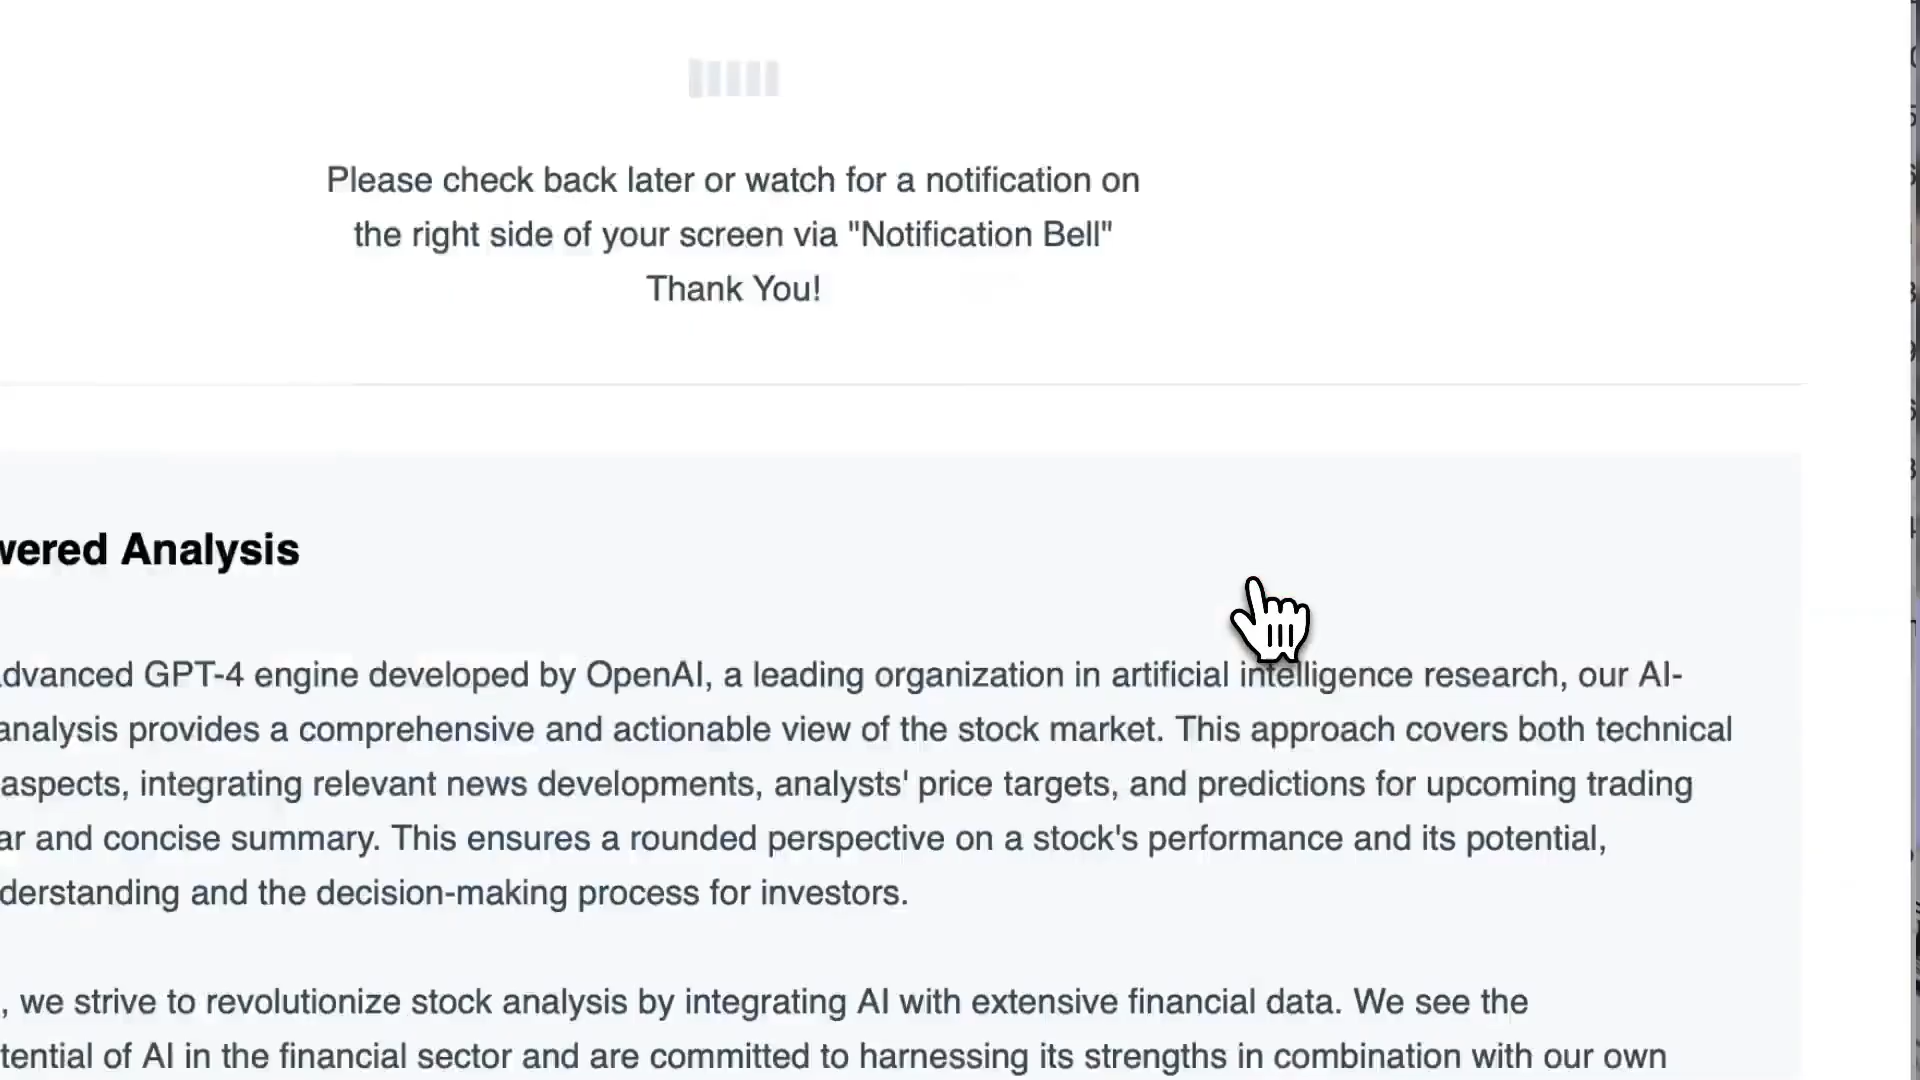 Please check back later or watch for a notification on
the right side of your screen via "Notification Bell"
Thank You!
wered Analysis
dvanced GPT-4 engine developed by OpenAI, a leading organization in artificial intelligence research, our AI-
analysis provides a comprehensive and actionable view of the stock market. This approach covers both technical
aspects, integrating relevant news developments, analysts' price targets, and predictions for upcoming trading
ar and concise summary. This ensures a rounded perspective on a stock's performance and its potential,
derstanding and the decision-making process for investors.
, we strive to revolutionize stock analysis by integrating AI with extensive financial data. We see the
tential of AI in the financial sector and are committed to harnessing its strengths in combination with our own